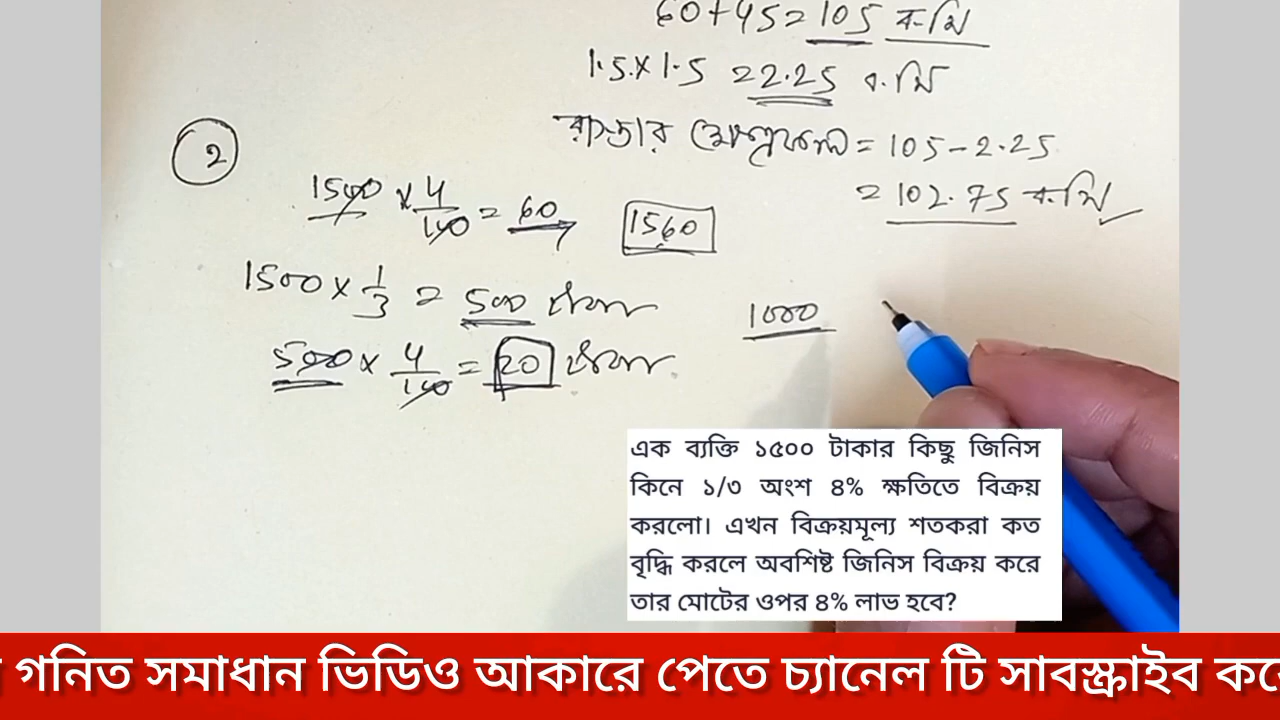 60+45=105 ব.মি
1.5×1.5 = 2.25 ব.মি
রাস্তার ক্ষেত্রফল = 105-2.25
= 102.75 ব.মি
2
1500 × 4/100 = 60
1560
1500 × 1/3 = 500 টাকা
1000
500 × 4/100 = 20 টাকা
এক ব্যক্তি ১৫০০ টাকার কিছু জিনিস
কিনে ১/৩ অংশ ৪% ক্ষতিতে বিক্রয়
করলো। এখন বিক্রয়মূল্য শতকরা কত
বৃদ্ধি করলে অবশিষ্ট জিনিস বিক্রয় করে
তার মোটের ওপর ৪% লাভ হবে?
গনিত সমাধান ভিডিও আকারে পেতে চ্যানেল টি সাবস্ক্রাইব